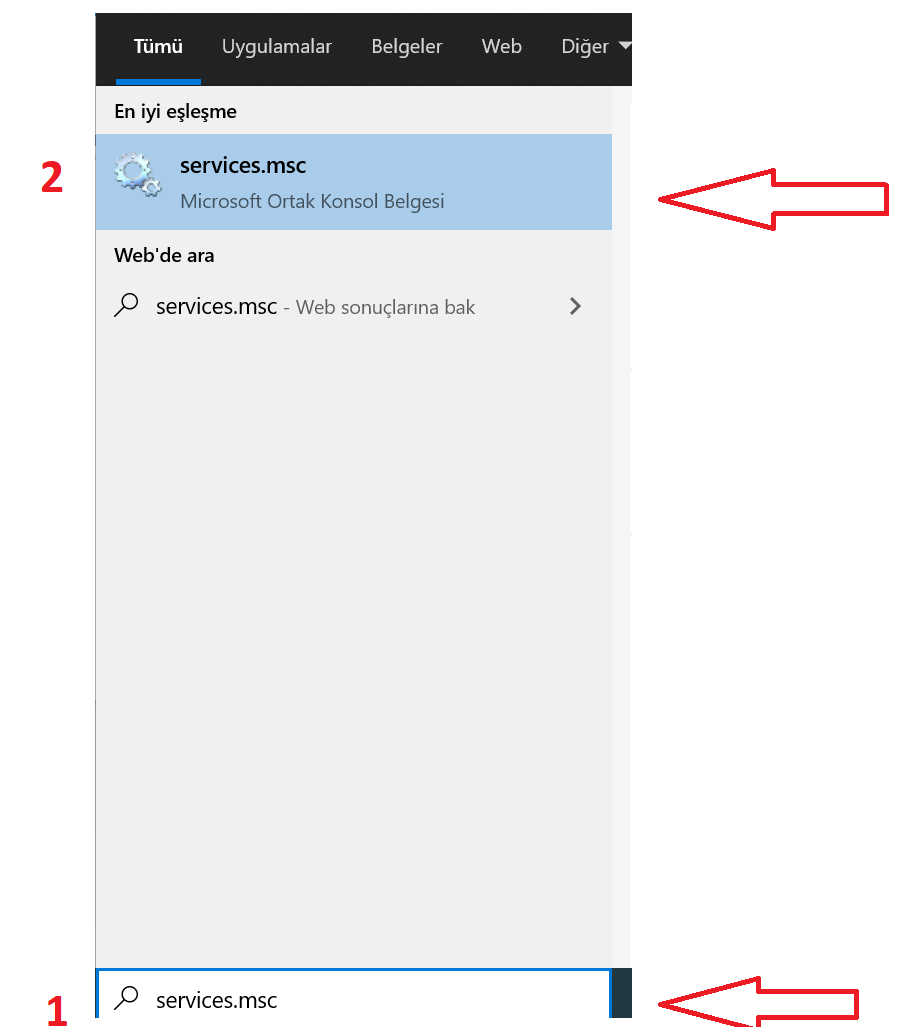 Tümü Uygulamalar Belgeler Web Diğer
En iyi eşleşme
2
services.msc
Microsoft Ortak Konsol Belgesi
Web'de ara
services.msc - Web sonuçlarına bak
1
services.msc